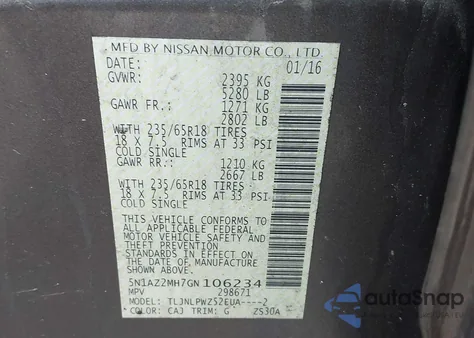 MFD BY NISSAN MOTOR CO., LTD
DATE: 01/16
GVWR: 2395 KG
5280 LB
GAWR FR.: 1271 KG
2802 LB
WITH 235/65R18 TIRES
18 X 7.5 RIMS AT 33 PSI
COLD SINGLE
GAWR RR.: 1210 KG
2667 LB
WITH 235/65R18 TIRES
18 X 7.5 RIMS AT 33 PSI
COLD SINGLE
THIS VEHICLE CONFORMS TO
ALL APPLICABLE FEDERAL
MOTOR VEHICLE SAFETY
AND THEFT PREVENTION
STANDARDS IN EFFECT ON
THE DATE OF MANUFACTURE
SHOWN ABOVE.
5N1AZ2MH7GN106234
MPV 298671
MODEL: TLJNLPWZ52EUA----2
COLOR: CAJ TRIM: G ZS30A
autoSnap